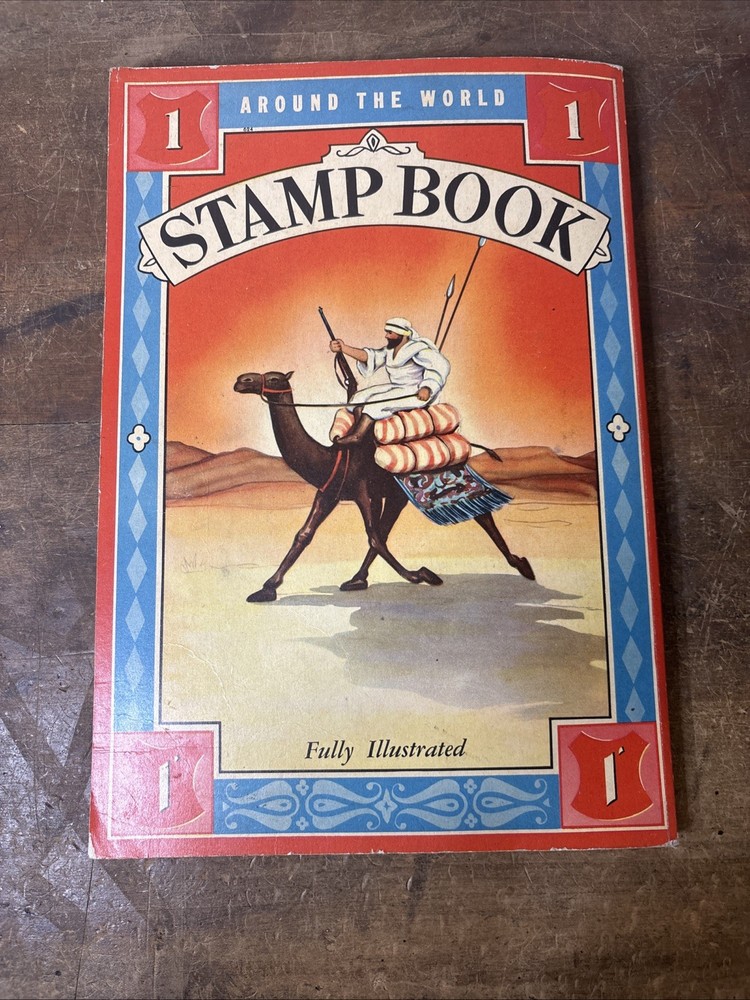 1 AROUND THE WORLD 1
STAMP BOOK
Fully Illustrated
1 1